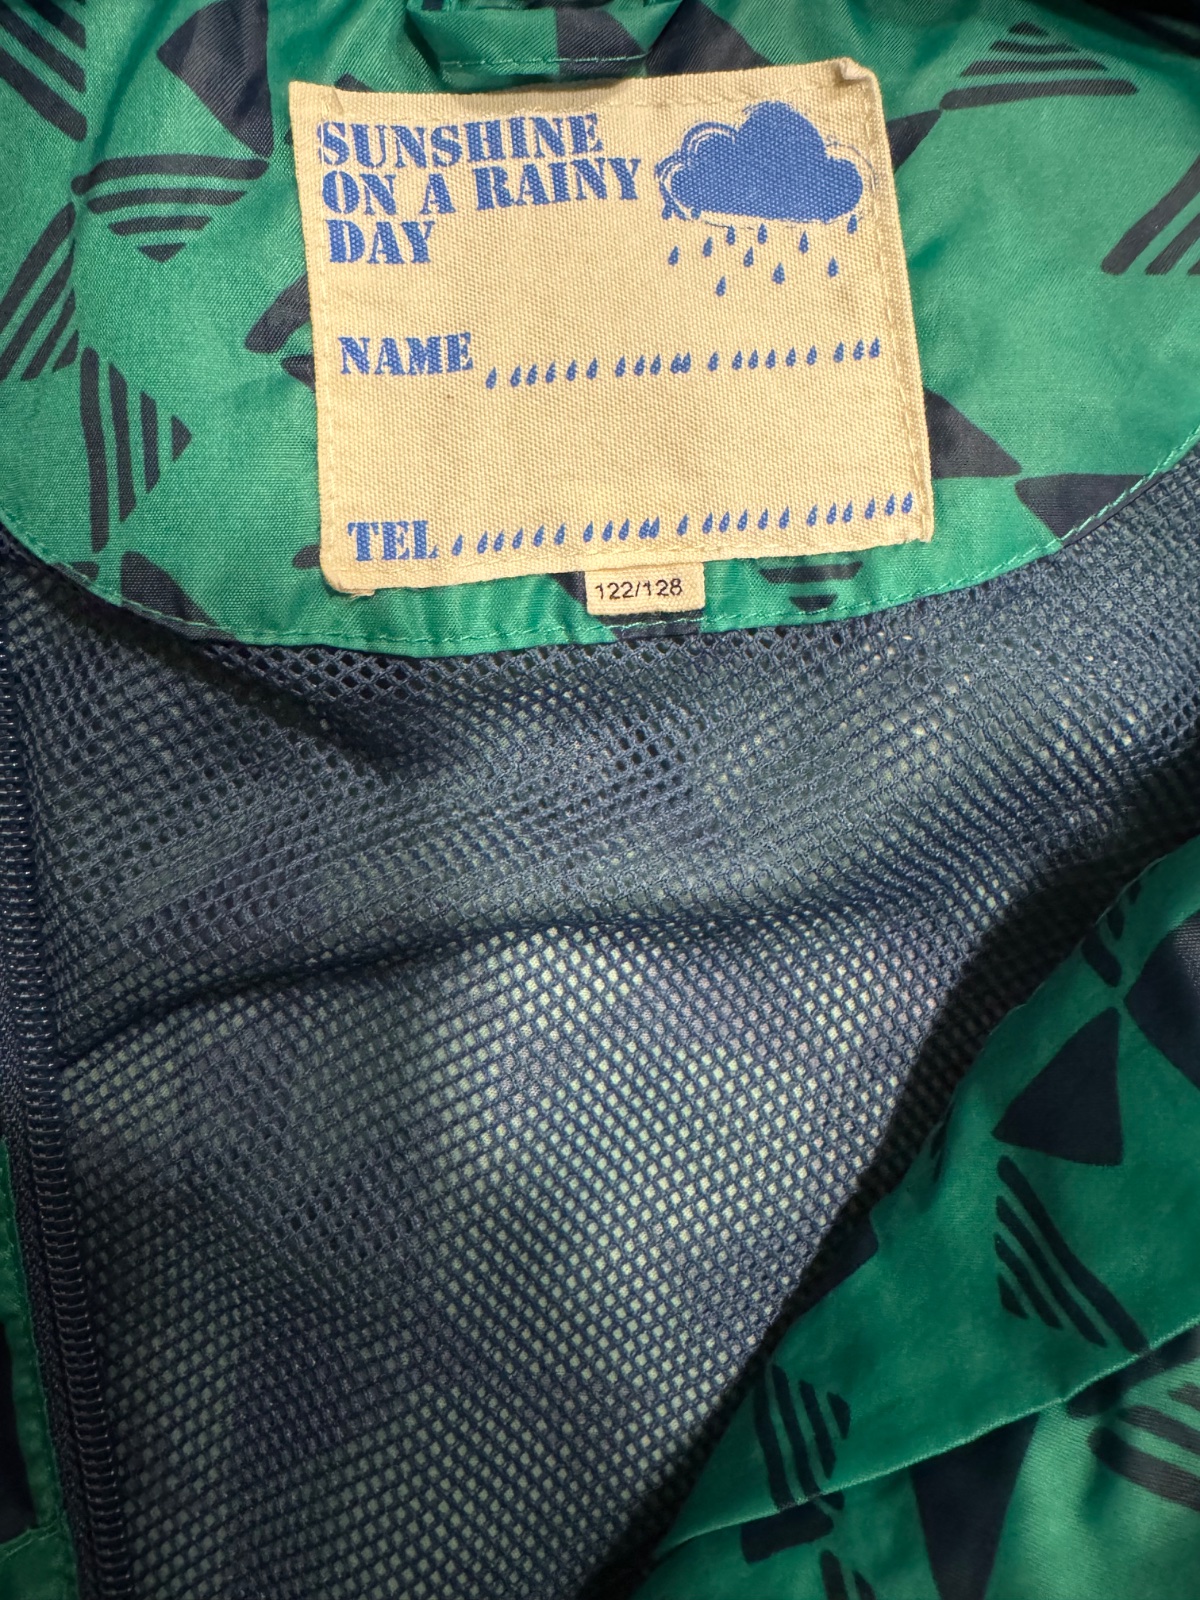 SUNSHINE
ON A RAINY
DAY
NAME
TEL
122/128